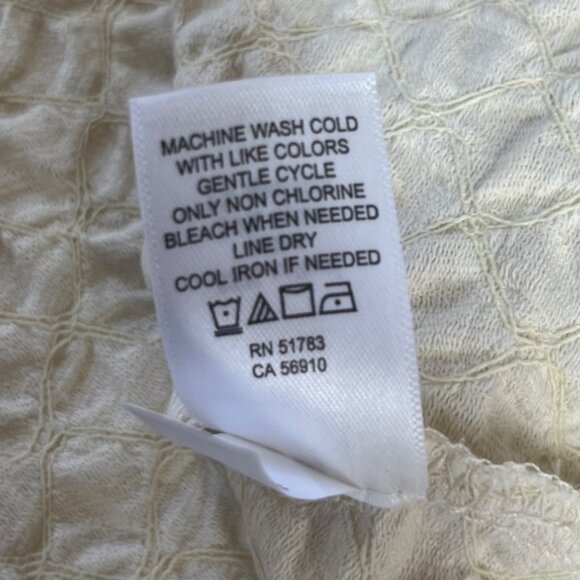 MACHINE WASH COLD
WITH LIKE COLORS
GENTLE CYCLE
ONLY NON CHLORINE
BLEACH WHEN NEEDED
LINE DRY
COOL IRON IF NEEDED
RN 51783
CA 56910